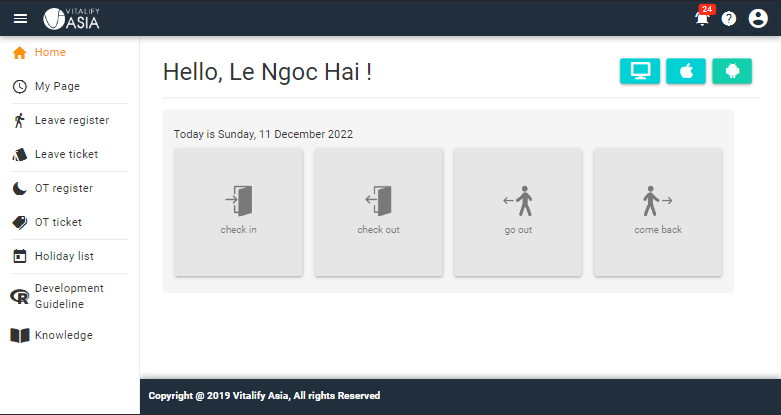 VITALIFY
ASIA
24
Home
My Page
Leave register
Leave ticket
OT register
OT ticket
Holiday list
Development
Guideline
Knowledge
Hello, Le Ngoc Hai !
Today is Sunday, 11 December 2022
check in
check out
go out
come back
Copyright @ 2019 Vitalify Asia, All rights Reserved